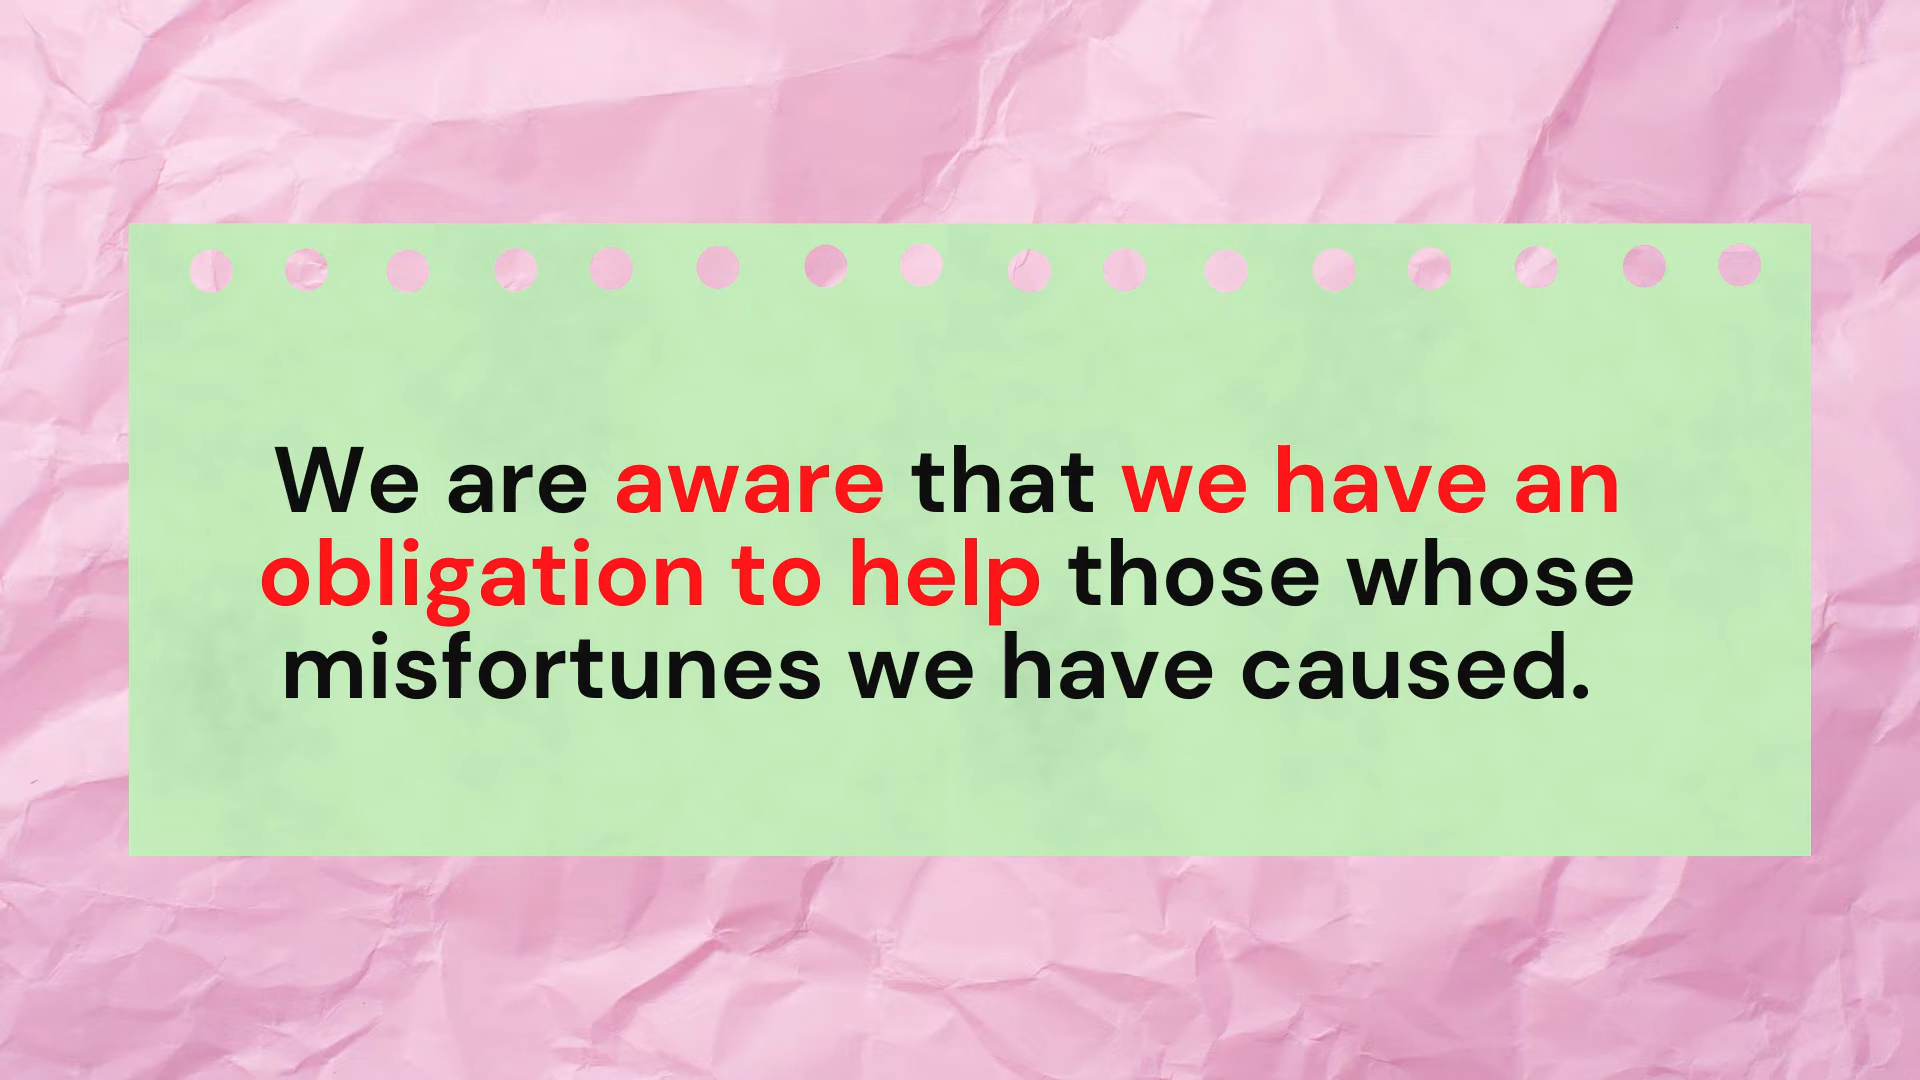 We are aware that we have an
obligation to help those whose
misfortunes we have caused.